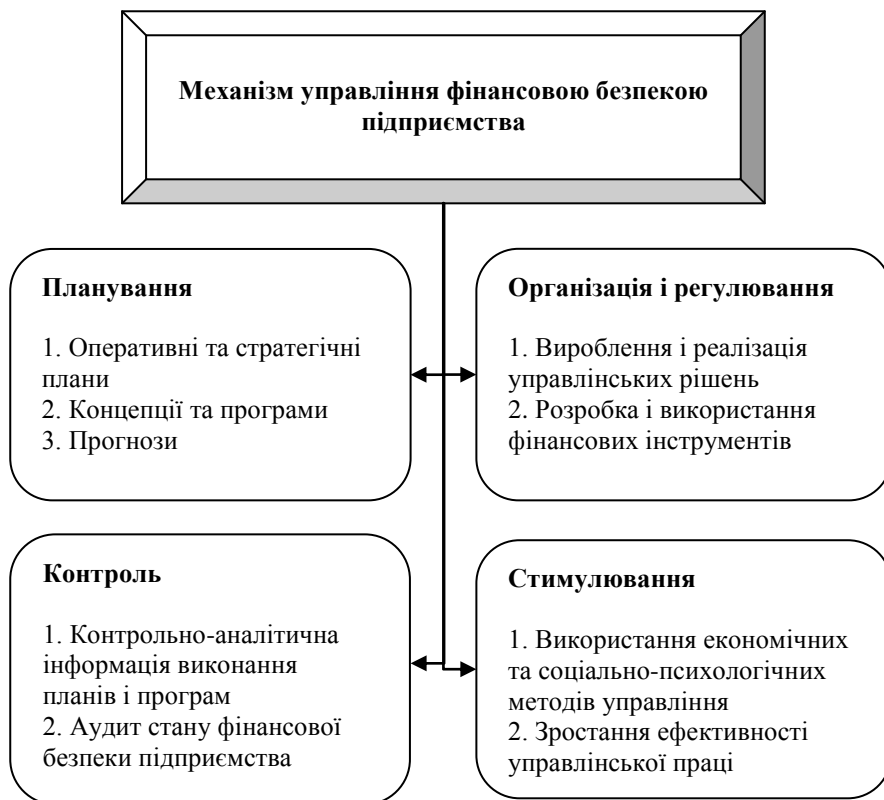 Механізм управління фінансовою безпекою
підприємства
Планування
1. Оперативні та стратегічні
плани
2. Концепції та програми
3. Прогнози
Організація і регулювання
1. Вироблення і реалізація
управлінських рішень
2. Розробка і використання
фінансових інструментів
Контроль
1. Контрольно-аналітична
інформація виконання
планів і програм
2. Аудит стану фінансової
безпеки підприємства
Стимулювання
1. Використання економічних
та соціально-психологічних
методів управління
2. Зростання ефективності
управлінської праці